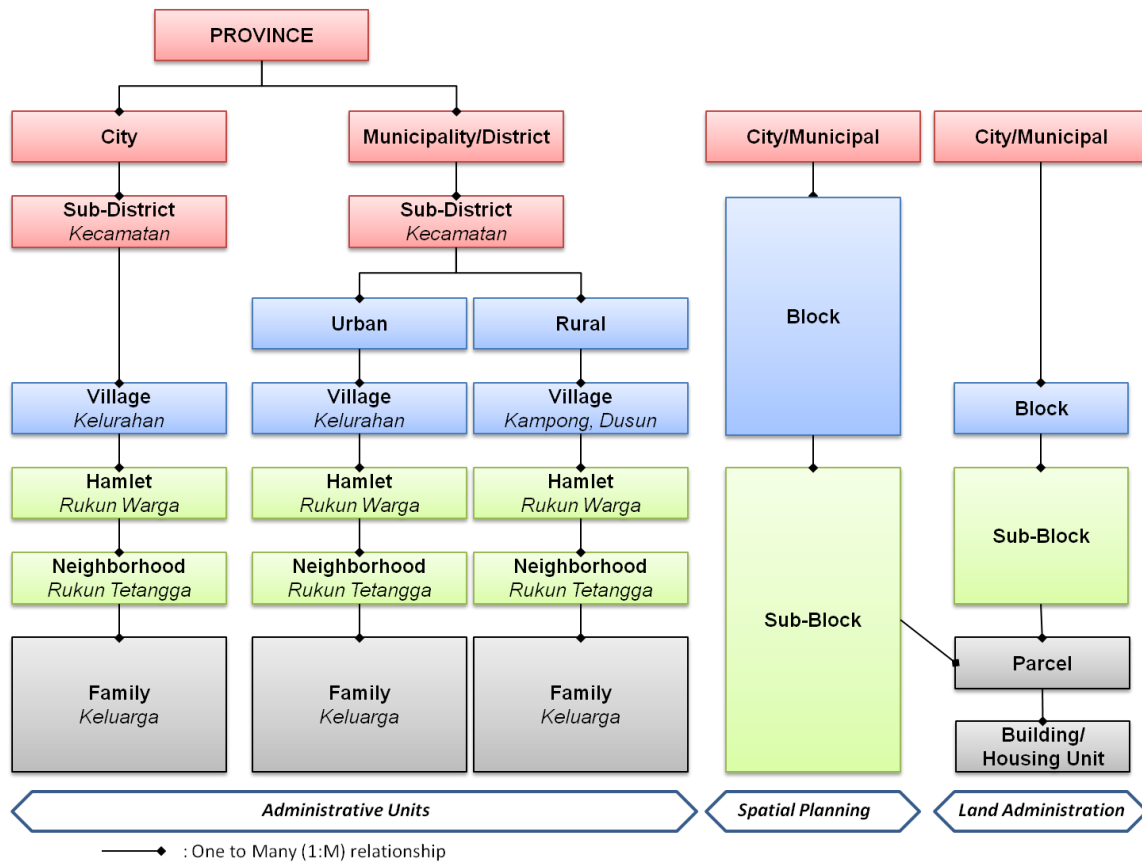 PROVINCE
City
Municipality/District
City/Municipal
City/Municipal
Sub-District
Kecamatan
Sub-District
Kecamatan
Urban
Rural
Block
Village
Kelurahan
Village
Kelurahan
Village
Kampong, Dusun
Block
Hamlet
Rukun Warga
Hamlet
Rukun Warga
Hamlet
Rukun Warga
Sub-Block
Neighborhood
Rukun Tetangga
Neighborhood
Rukun Tetangga
Neighborhood
Rukun Tetangga
Sub-Block
Parcel
Family
Keluarga
Family
Keluarga
Family
Keluarga
Building/
Housing Unit
Administrative Units
Spatial Planning
Land Administration
: One to Many (1:M) relationship